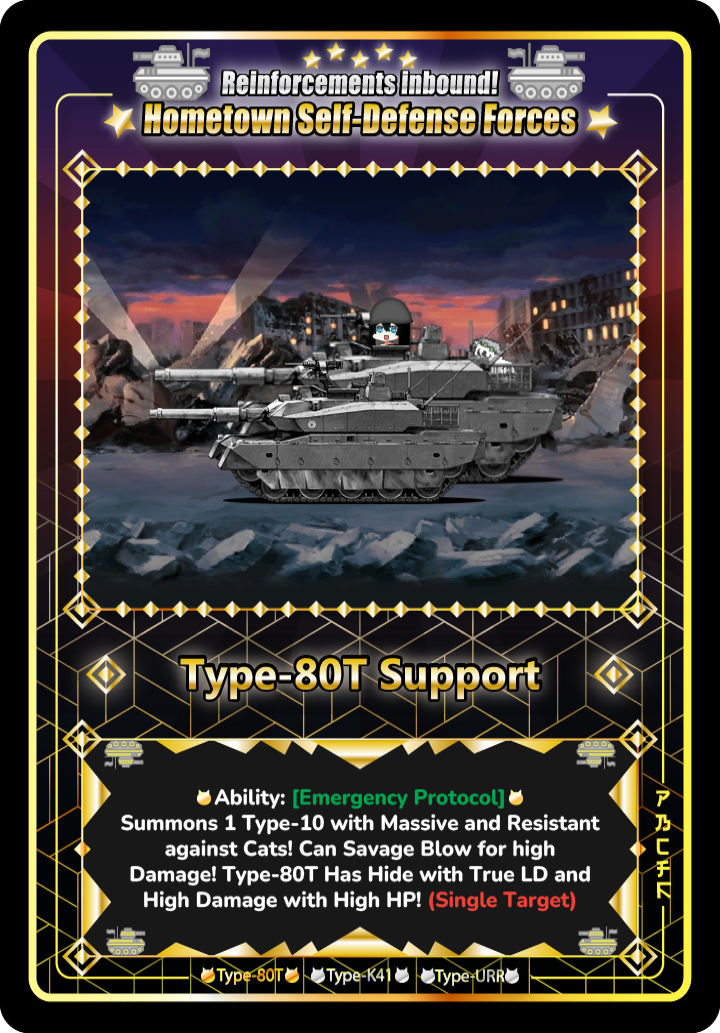 Reinforcements inbound!
Hometown Self-Defense Forces
Type-80T Support
Ability: [Emergency Protocol]
Summons 1 Type-10 with Massive and Resistant
against Cats! Can Savage Blow for high
Damage! Type-80T Has Hide with True LD and
High Damage with High HP! (Single Target)
Type-80T Type-K41 Type-URR